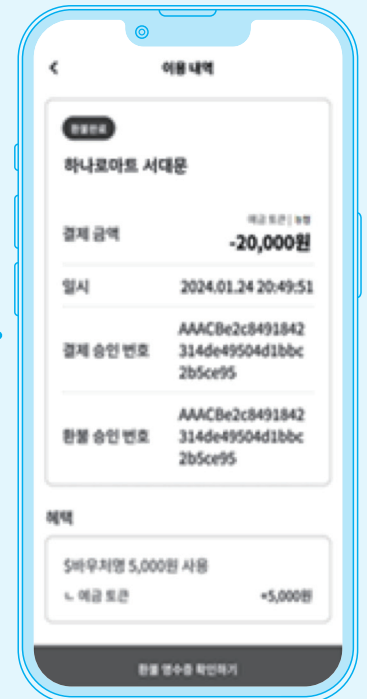 이용 내역
환불완료
하나로마트 서대문
예금 토큰 | 농협
결제 금액
-20,000원
일시
2024.01.24 20:49:51
결제 승인 번호
AAACBe2c8491842
314de49504d1bbc
2b5ce95
환불 승인 번호
AAACBe2c8491842
314de49504d1bbc
2b5ce95
혜택
$바우처명 5,000원 사용
ㄴ 예금 토큰
+5,000원
환불 영수증 확인하기